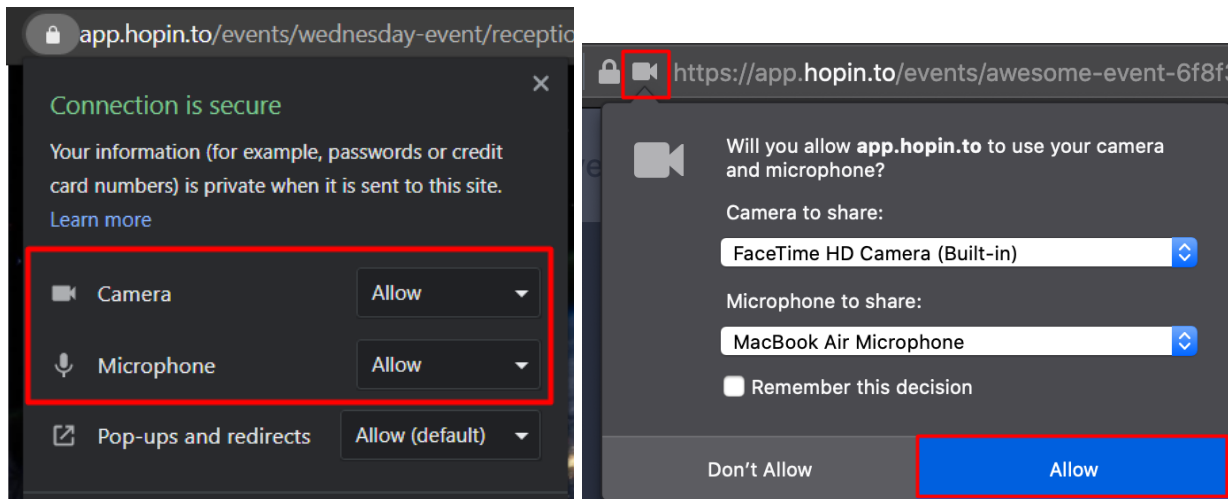 app.hopin.to/events/wednesday-event/receptio
Connection is secure
Your information (for example, passwords or credit
card numbers) is private when it is sent to this site.
Learn more
Camera
Allow
Microphone
Allow
Pop-ups and redirects
Allow (default)
https://app.hopin.to/events/awesome-event-6f8f
Will you allow app.hopin.to to use your camera
and microphone?
Camera to share:
FaceTime HD Camera (Built-in)
Microphone to share:
MacBook Air Microphone
Remember this decision
Don't Allow
Allow